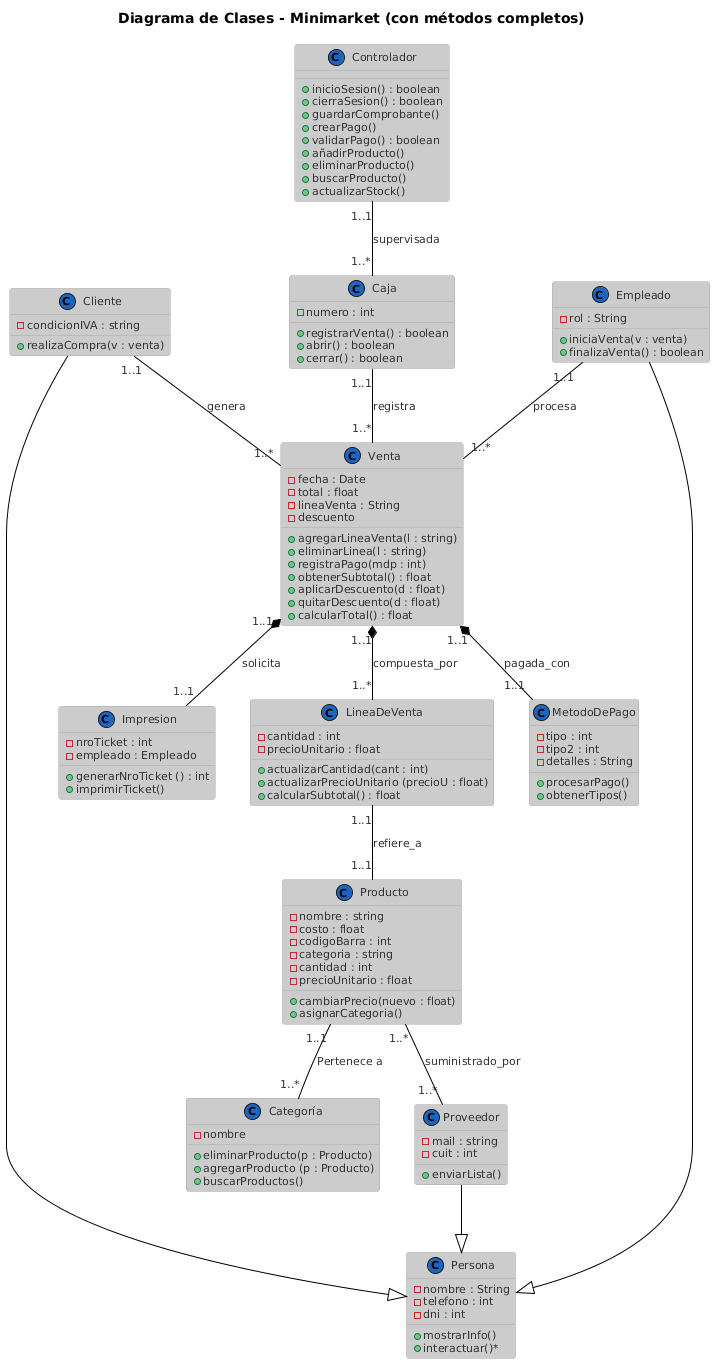 Diagrama de Clases - Minimarket (con métodos completos)
C Controlador
inicioSesion() : boolean
cierraSesion() : boolean
guardarComprobante()
crearPago()
validarPago() : boolean
añadirProducto()
eliminarProducto()
buscarProducto()
actualizarStock()
1..1
supervisada
1..*
C Cliente
condicionIVA : string
realizaCompra(v : venta)
C Caja
numero : int
registrarVenta() : boolean
abrir() : boolean
cerrar() : boolean
C Empleado
rol : String
iniciaVenta(v : venta)
finalizaVenta() : boolean
1..1
genera
1..*
1..1
registra
1..*
1..1
procesa
1..*
C Venta
fecha : Date
total : float
lineaVenta : String
descuento
agregarLineaVenta(l : string)
eliminarLinea(l : string)
registraPago(mdp : int)
obtenerSubtotal() : float
aplicarDescuento(d : float)
quitarDescuento(d : float)
calcularTotal() : float
1..1
solicita
1..1
1..1
compuesta_por
1..*
1..1
pagada_con
1..1
C Impresion
nroTicket : int
empleado : Empleado
generarNroTicket () : int
imprimirTicket()
C LineaDeVenta
cantidad : int
precioUnitario : float
actualizarCantidad(cant : int)
actualizarPrecioUnitario (precioU : float)
calcularSubtotal() : float
C MetodoDePago
tipo : int
tipo2 : int
detalles : String
procesarPago()
obtenerTipos()
1..1
refiere_a
1..1
C Producto
nombre : string
costo : float
codigoBarra : int
categoria : string
cantidad : int
precioUnitario : float
cambiarPrecio(nuevo : float)
asignarCategoria()
1..1
Pertenece a
1..*
1..*
suministrado_por
1..*
C Categoría
nombre
eliminarProducto(p : Producto)
agregarProducto (p : Producto)
buscarProductos()
C Proveedor
mail : string
cuit : int
enviarLista()
C Persona
nombre : String
telefono : int
dni : int
mostrarInfo()
interactuar()*